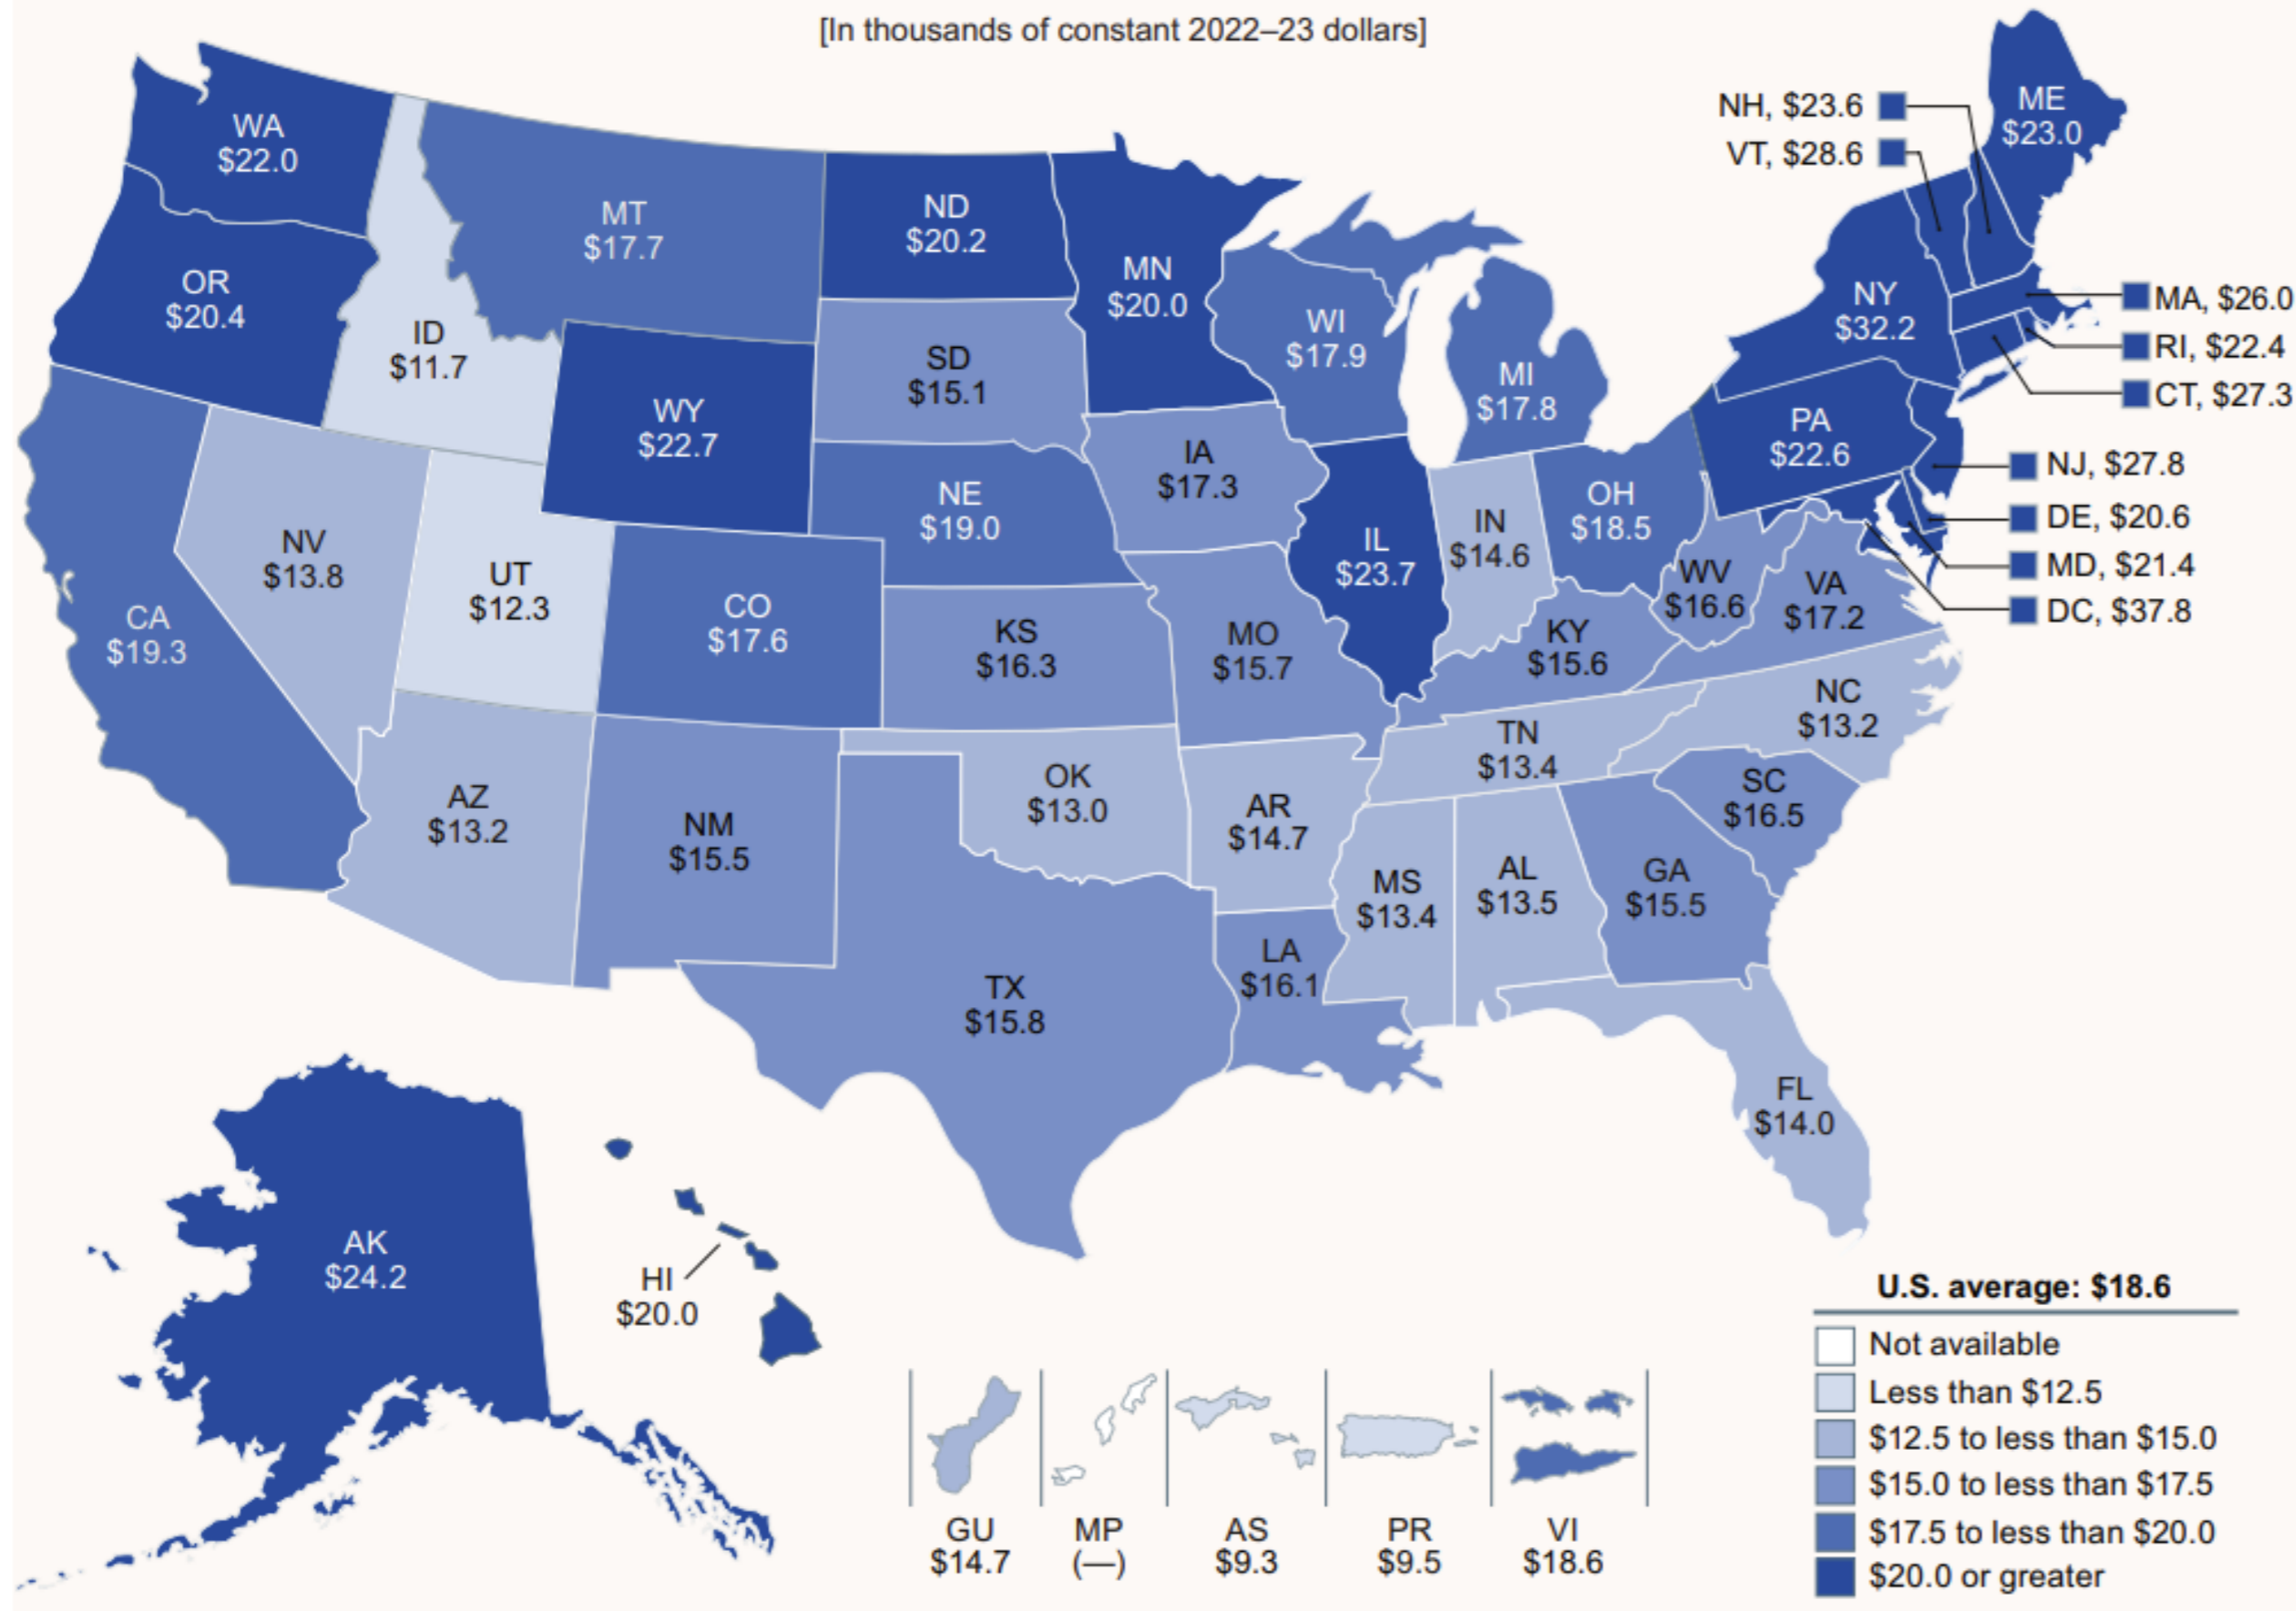 [In thousands of constant 2022–23 dollars]
WA
$22.0
OR
$20.4
CA
$19.3
ID
$11.7
NV
$13.8
UT
$12.3
AZ
$13.2
MT
$17.7
WY
$22.7
CO
$17.6
NM
$15.5
ND
$20.2
SD
$15.1
NE
$19.0
KS
$16.3
OK
$13.0
TX
$15.8
MN
$20.0
IA
$17.3
MO
$15.7
AR
$14.7
LA
$16.1
WI
$17.9
IL
$23.7
MI
$17.8
IN
$14.6
OH
$18.5
KY
$15.6
TN
$13.4
MS
$13.4
AL
$13.5
GA
$15.5
FL
$14.0
SC
$16.5
NC
$13.2
VA
$17.2
WV
$16.6
PA
$22.6
NY
$32.2
ME
$23.0
NH, $23.6
VT, $28.6
MA, $26.0
RI, $22.4
CT, $27.3
NJ, $27.8
DE, $20.6
MD, $21.4
DC, $37.8
AK
$24.2
HI
$20.0
GU
$14.7
MP
(—)
AS
$9.3
PR
$9.5
VI
$18.6
U.S. average: $18.6
Not available
Less than $12.5
$12.5 to less than $15.0
$15.0 to less than $17.5
$17.5 to less than $20.0
$20.0 or greater